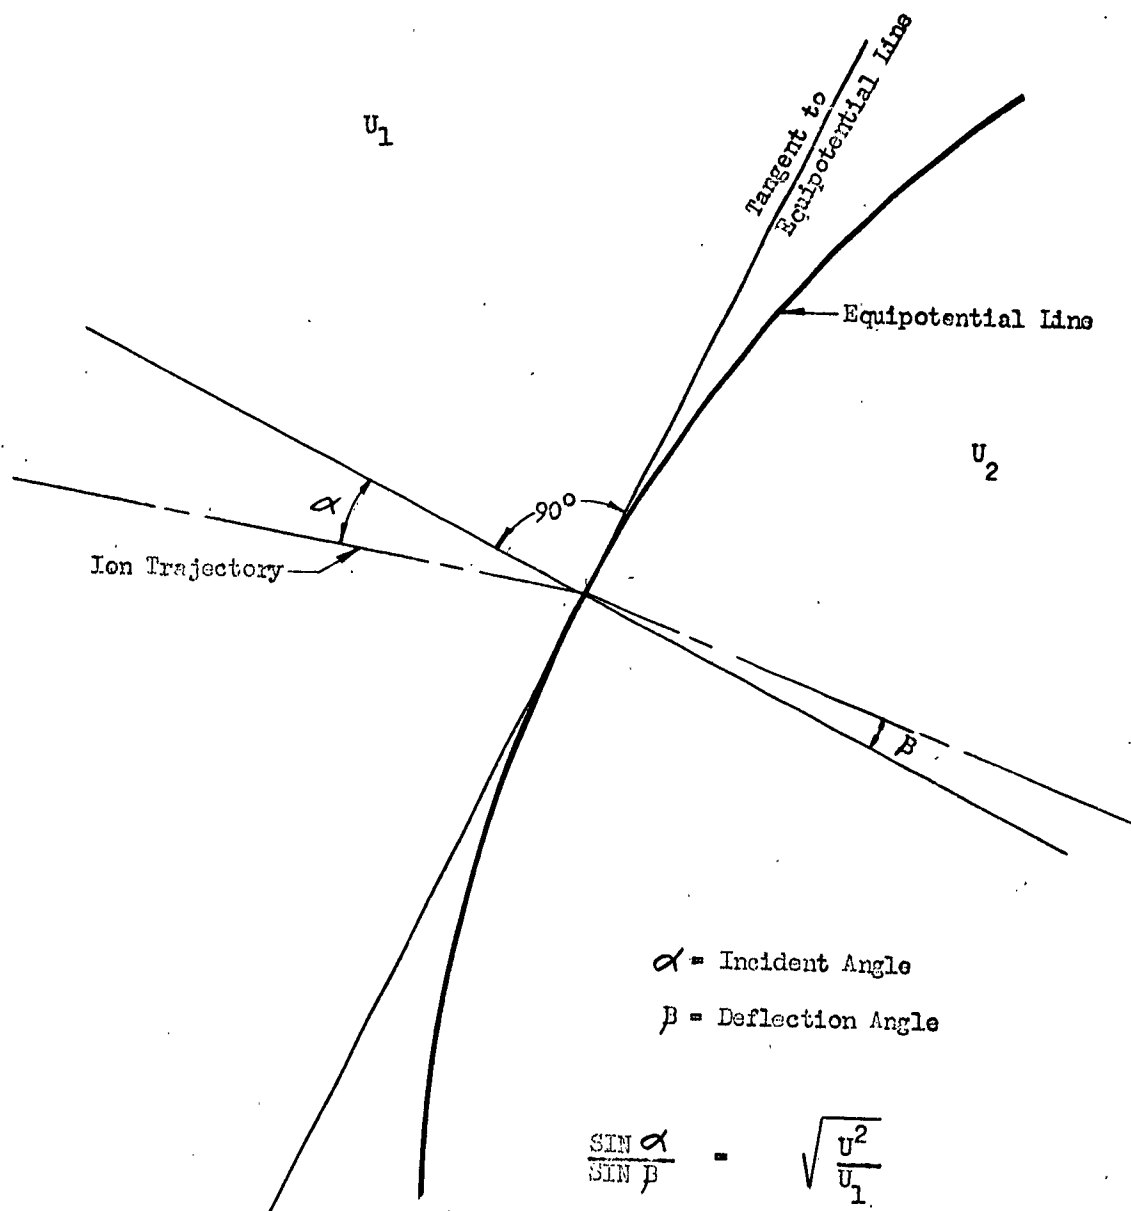 U1
Tangent to
Equipotential Line
Equipotential Line
U2
α
90°
Ion Trajectory
β
α = Incident Angle
β = Deflection Angle
SIN α / SIN β = √ U² / U1